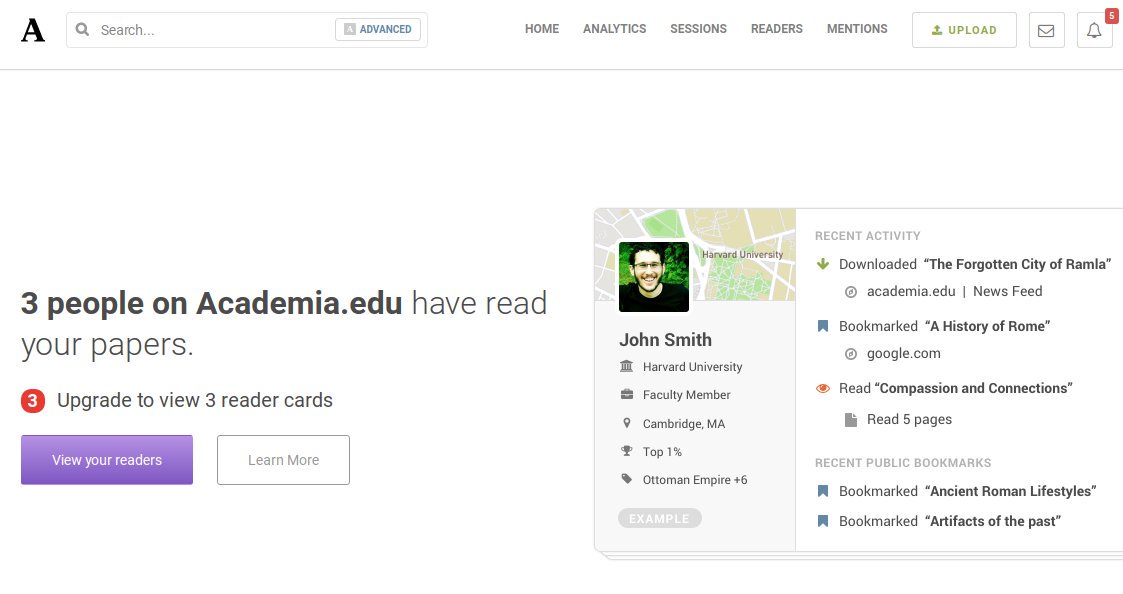 A
Search...
A ADVANCED
HOME
ANALYTICS
SESSIONS
READERS
MENTIONS
UPLOAD
5
3 people on Academia.edu have read
your papers.
3 Upgrade to view 3 reader cards
View your readers
Learn More
Harvard University
John Smith
Harvard University
Faculty Member
Cambridge, MA
Top 1%
Ottoman Empire +6
EXAMPLE
RECENT ACTIVITY
Downloaded “The Forgotten City of Ramla”
academia.edu | News Feed
Bookmarked “A History of Rome”
google.com
Read “Compassion and Connections”
Read 5 pages
RECENT PUBLIC BOOKMARKS
Bookmarked “Ancient Roman Lifestyles”
Bookmarked “Artifacts of the past”